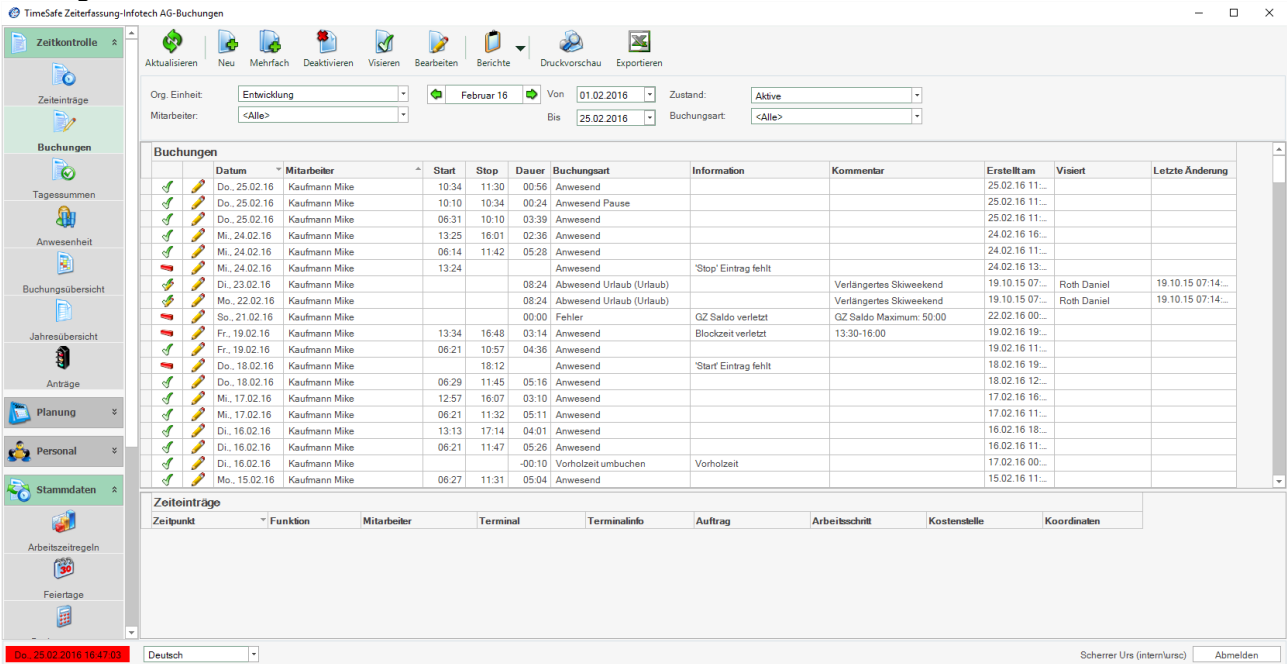 TimeSafe Zeiterfassung-Infotech AG-Buchungen
Zeitkontrolle
Zeiteinträge
Buchungen
Tagessummen
Anwesenheit
Buchungsübersicht
Jahresübersicht
Anträge
Planung
Personal
Stammdaten
Arbeitszeitregeln
30
Feiertage
Aktualisieren Neu Mehrfach Deaktivieren Visieren Bearbeiten Berichte Druckvorschau Exportieren
Org. Einheit: Entwicklung Februar 16 Von 01.02.2016 Zustand: Aktive
Mitarbeiter: <Alle> Bis 25.02.2016 Buchungsart: <Alle>
Buchungen
Datum Mitarbeiter Start Stop Dauer Buchungsart Information Kommentar Erstellt am Visiert Letzte Änderung
Do., 25.02.16 Kaufmann Mike 10:34 11:30 00:56 Anwesend 25.02.16 11:...
Do., 25.02.16 Kaufmann Mike 10:10 10:34 00:24 Anwesend Pause 25.02.16 11:...
Do., 25.02.16 Kaufmann Mike 06:31 10:10 03:39 Anwesend 25.02.16 11:...
Mi., 24.02.16 Kaufmann Mike 13:25 16:01 02:36 Anwesend 24.02.16 16:...
Mi., 24.02.16 Kaufmann Mike 06:14 11:42 05:28 Anwesend 24.02.16 11:...
Mi., 24.02.16 Kaufmann Mike 13:24 Anwesend 'Stop' Eintrag fehlt 24.02.16 13:...
Di., 23.02.16 Kaufmann Mike 08:24 Abwesend Urlaub (Urlaub) Verlängertes Skiweekend 19.10.15 07:... Roth Daniel 19.10.15 07:14:...
Mo., 22.02.16 Kaufmann Mike 08:24 Abwesend Urlaub (Urlaub) Verlängertes Skiweekend 19.10.15 07:... Roth Daniel 19.10.15 07:14:...
So., 21.02.16 Kaufmann Mike 00:00 Fehler GZ Saldo verletzt GZ Saldo Maximum: 50:00 22.02.16 00:...
Fr., 19.02.16 Kaufmann Mike 13:34 16:48 03:14 Anwesend Blockzeit verletzt 13:30-16:00 19.02.16 19:...
Fr., 19.02.16 Kaufmann Mike 06:21 10:57 04:36 Anwesend 19.02.16 11:...
Do., 18.02.16 Kaufmann Mike 18:12 Anwesend 'Start' Eintrag fehlt 18.02.16 19:...
Do., 18.02.16 Kaufmann Mike 06:29 11:45 05:16 Anwesend 18.02.16 12:...
Mi., 17.02.16 Kaufmann Mike 12:57 16:07 03:10 Anwesend 17.02.16 16:...
Mi., 17.02.16 Kaufmann Mike 06:21 11:32 05:11 Anwesend 17.02.16 11:...
Di., 16.02.16 Kaufmann Mike 13:13 17:14 04:01 Anwesend 16.02.16 18:...
Di., 16.02.16 Kaufmann Mike 06:21 11:47 05:26 Anwesend 16.02.16 11:...
Di., 16.02.16 Kaufmann Mike -00:10 Vorholzeit umbuchen Vorholzeit 17.02.16 00:...
Mo., 15.02.16 Kaufmann Mike 06:27 11:31 05:04 Anwesend 15.02.16 11:...
Zeiteinträge
Zeitpunkt Funktion Mitarbeiter Terminal Terminalinfo Auftrag Arbeitsschritt Kostenstelle Koordinaten
Do., 25.02.2016 16:47:03 Deutsch Scherrer Urs (intern\ursc) Abmelden